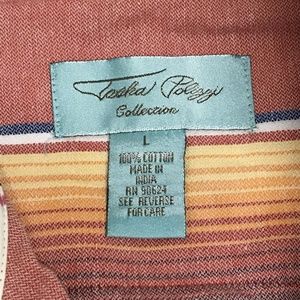 Tasha Polizzi
Collection
L
100% COTTON
MADE IN
INDIA
RN 90624
SEE REVERSE
FOR CARE